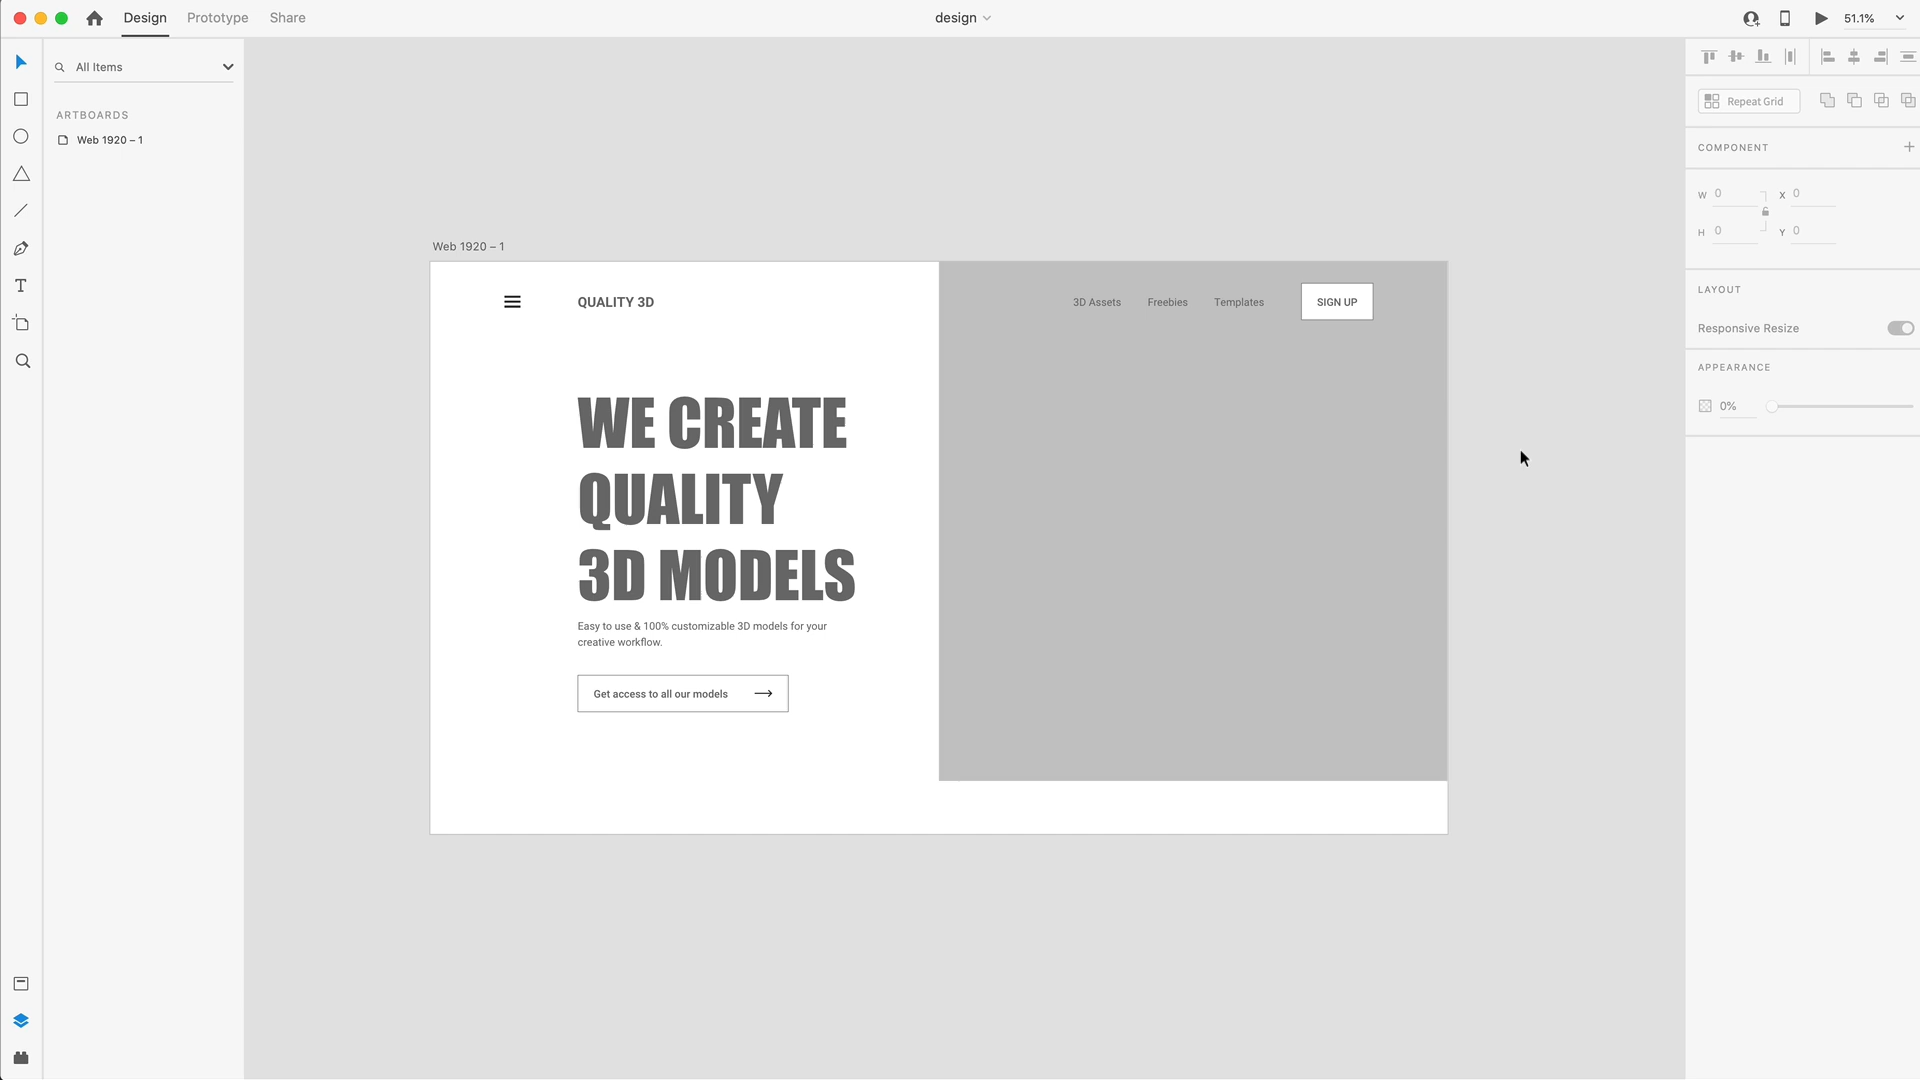 Design Prototype Share
design
51.1%
All Items
ARTBOARDS
Web 1920 – 1
Web 1920 – 1
QUALITY 3D
3D Assets Freebies Templates SIGN UP
WE CREATE
QUALITY
3D MODELS
Easy to use & 100% customizable 3D models for your
creative workflow.
Get access to all our models
Repeat Grid
COMPONENT
W 0 X 0
H 0 Y 0
LAYOUT
Responsive Resize
APPEARANCE
0%